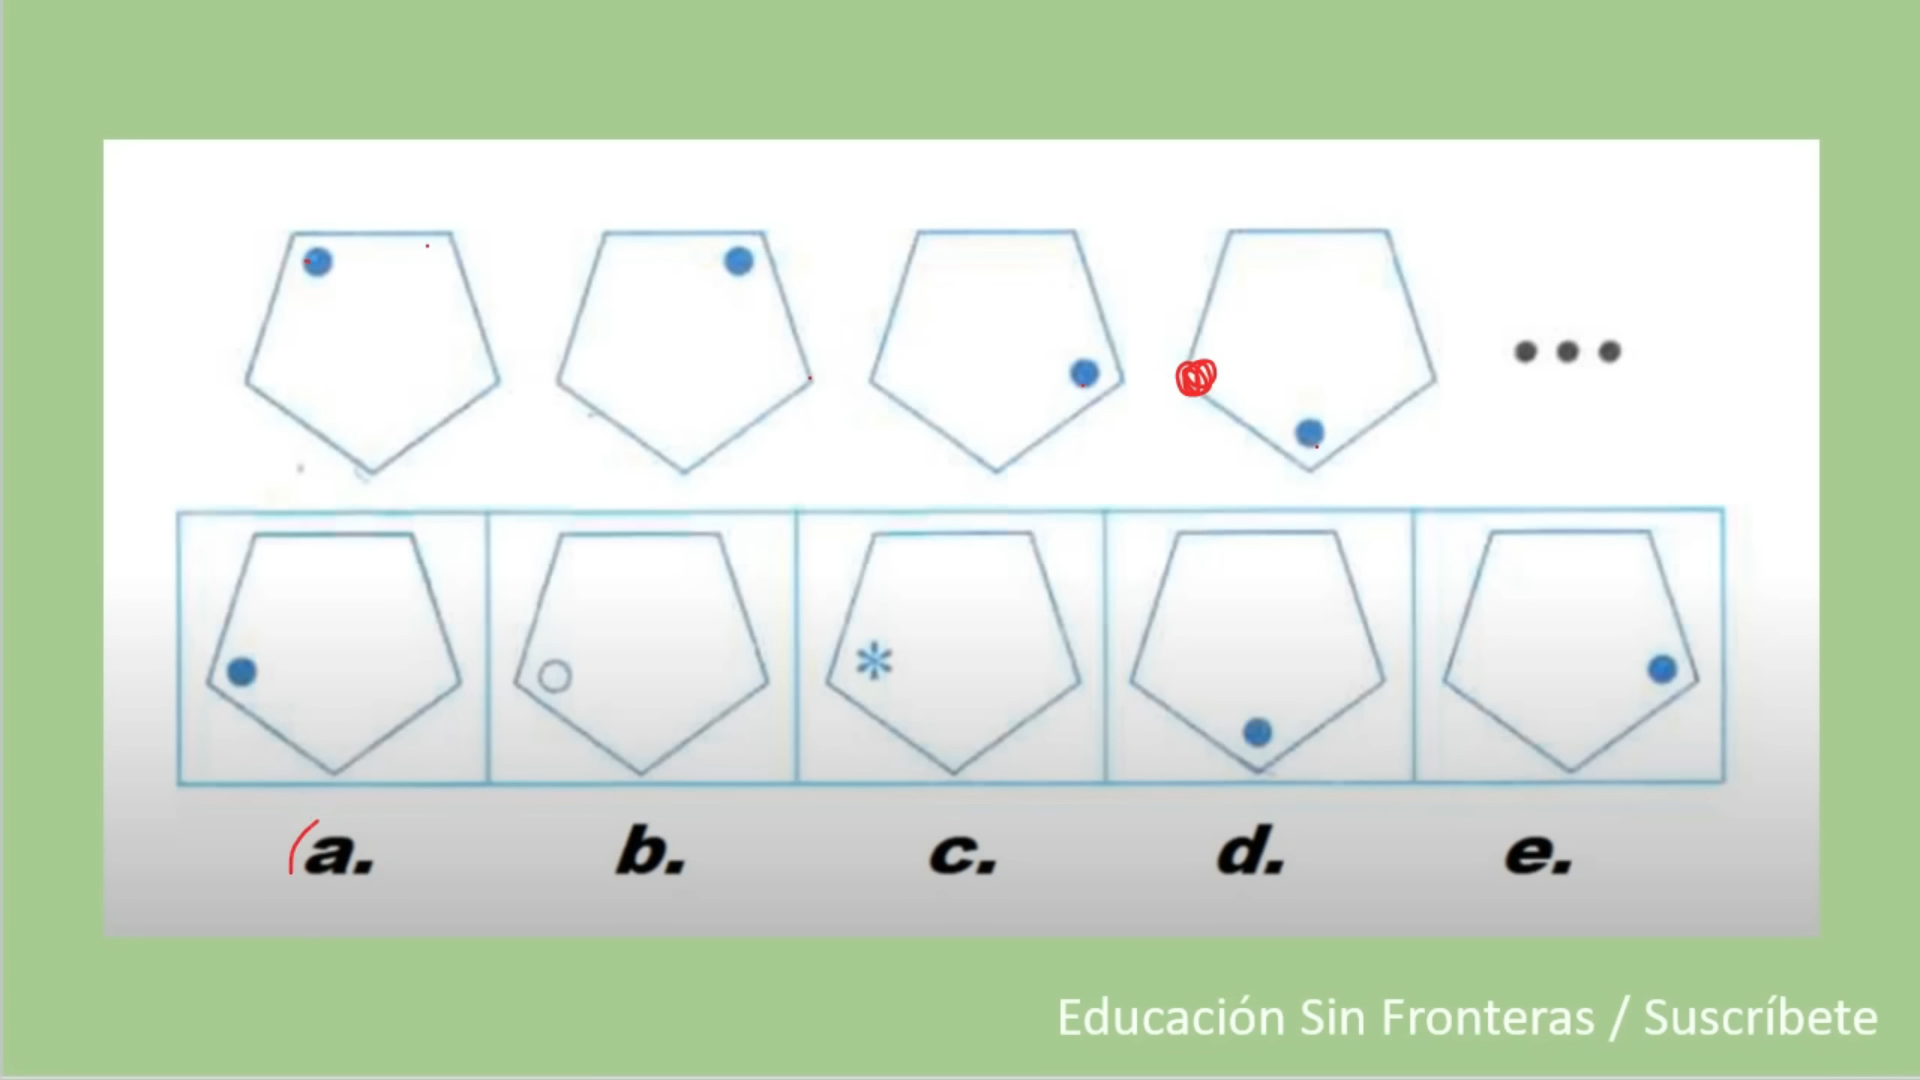 a. b. c. d. e.
Educación Sin Fronteras / Suscríbete